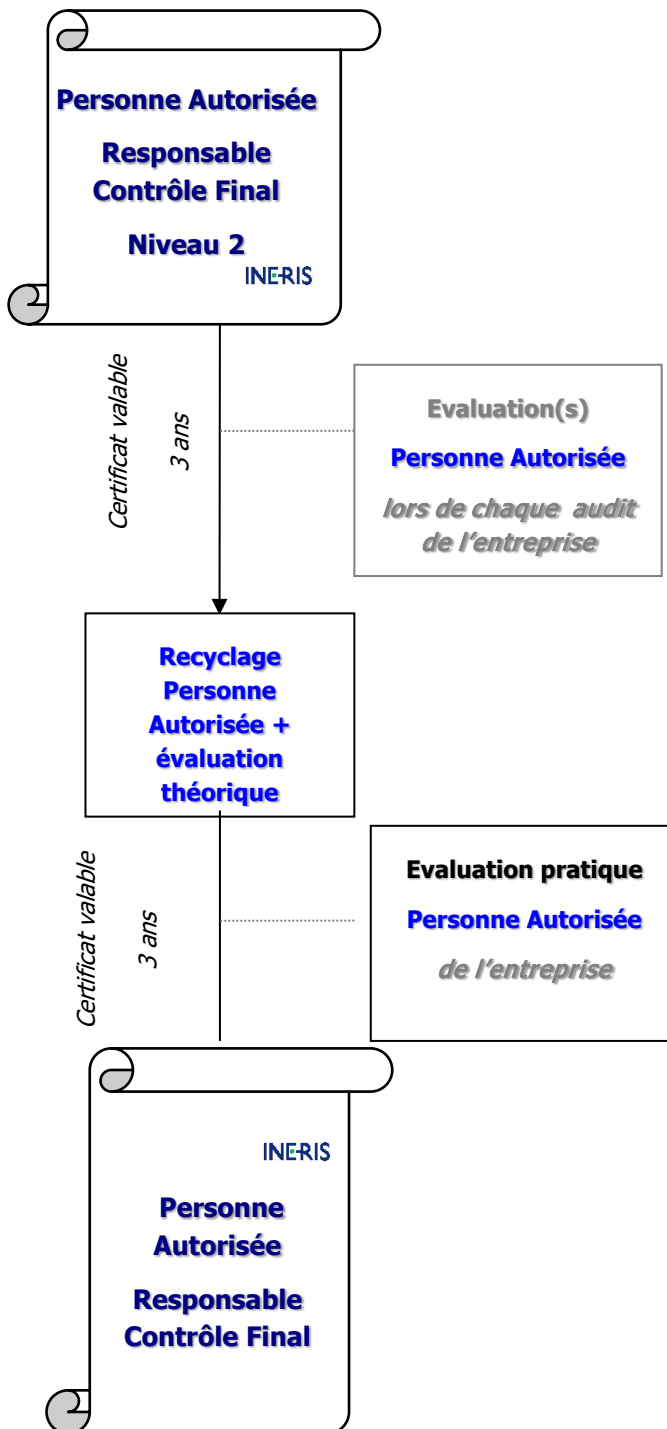 Personne Autorisée
Responsable
Contrôle Final
Niveau 2
INERIS
Certificat valable
3 ans
Evaluation(s)
Personne Autorisée
lors de chaque audit
de l'entreprise
Recyclage
Personne
Autorisée +
évaluation
théorique
Certificat valable
3 ans
Evaluation pratique
Personne Autorisée
de l'entreprise
INERIS
Personne
Autorisée
Responsable
Contrôle Final